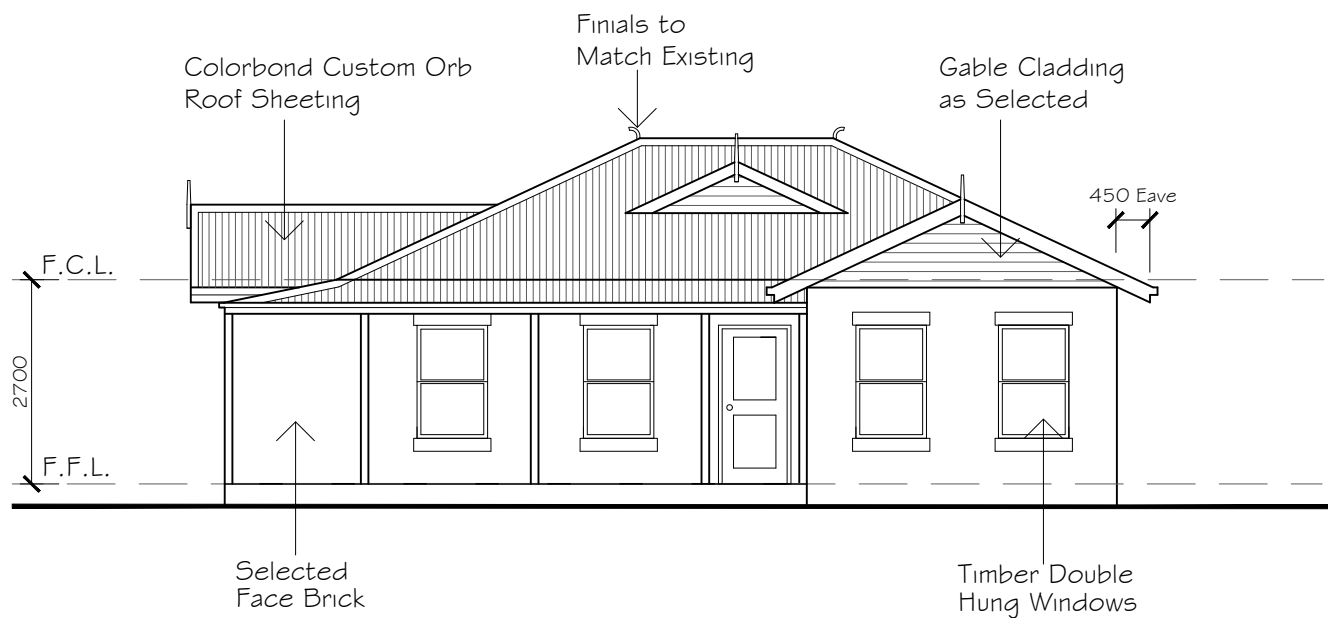 Finials to
Match Existing
Colorbond Custom Orb
Roof Sheeting
Gable Cladding
as Selected
450 Eave
F.C.L.
2700
F.F.L.
Selected
Face Brick
Timber Double
Hung Windows